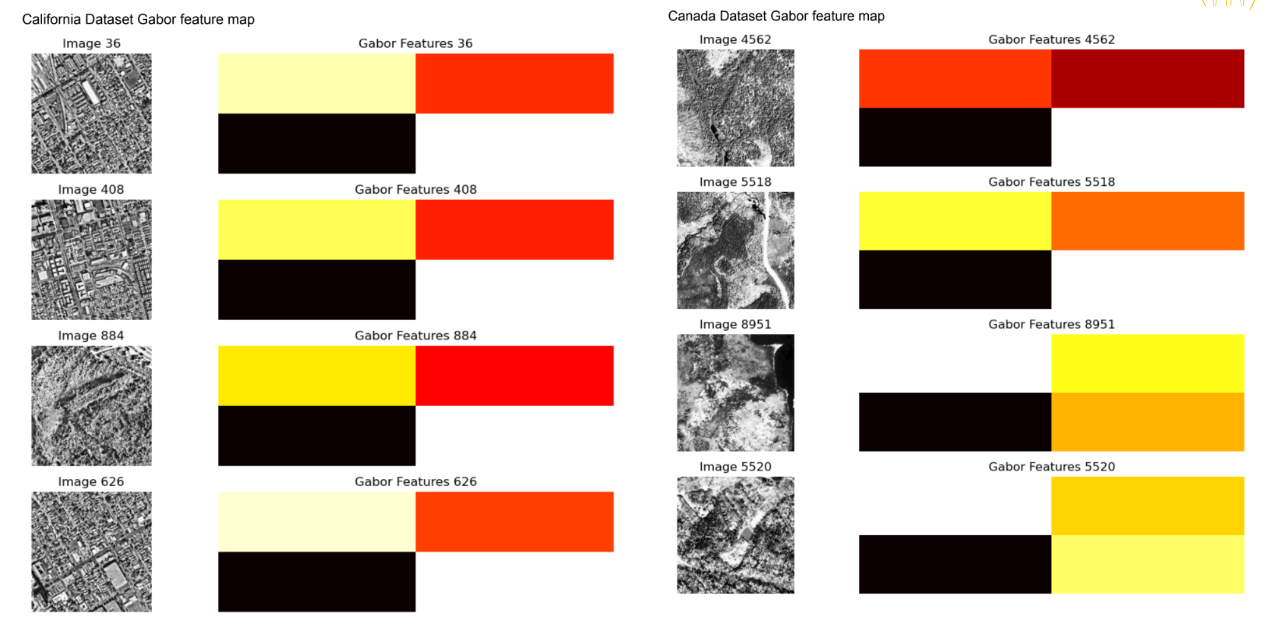 California Dataset Gabor feature map
Image 36
Gabor Features 36
Image 408
Gabor Features 408
Image 884
Gabor Features 884
Image 626
Gabor Features 626
Canada Dataset Gabor feature map
Image 4562
Gabor Features 4562
Image 5518
Gabor Features 5518
Image 8951
Gabor Features 8951
Image 5520
Gabor Features 5520